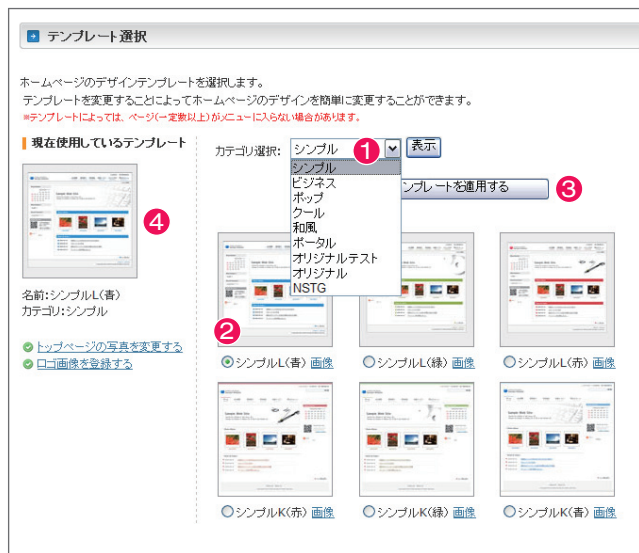 テンプレート選択
ホームページのデザインテンプレートを選択します。
テンプレートを変更することによってホームページのデザインを簡単に変更することができます。
※テンプレートによっては、ページ(一定数以上)がメニューに入らない場合があります。
現在使用しているテンプレート
4
名前:シンプルL(青)
カテゴリ:シンプル
トップページの写真を変更する
ロゴ画像を登録する
カテゴリ選択: シンプル 1 表示
シンプル
ビジネス
ポップ
クール
和風
ポータル
オリジナルテスト
オリジナル
NSTG
ンプレートを適用する 3
2
シンプルL(青) 画像 シンプルL(緑) 画像 シンプルL(赤) 画像
シンプルK(赤) 画像 シンプルK(緑) 画像 シンプルK(青) 画像